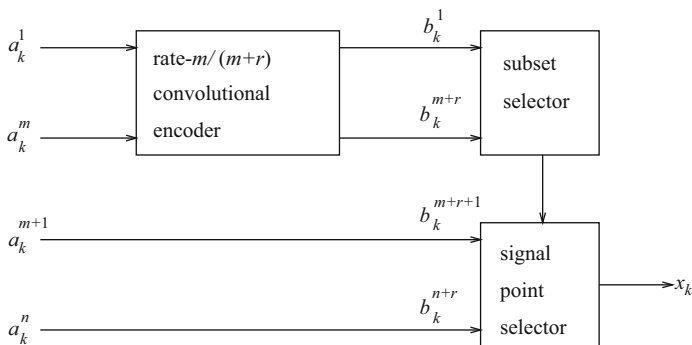 a_k^1
b_k^1
rate-m/(m+r)
convolutional
encoder
subset
selector
a_k^m
b_k^{m+r}
a_k^{m+1}
b_k^{m+r+1}
signal
point
selector
x_k
a_k^n
b_k^{n+r}